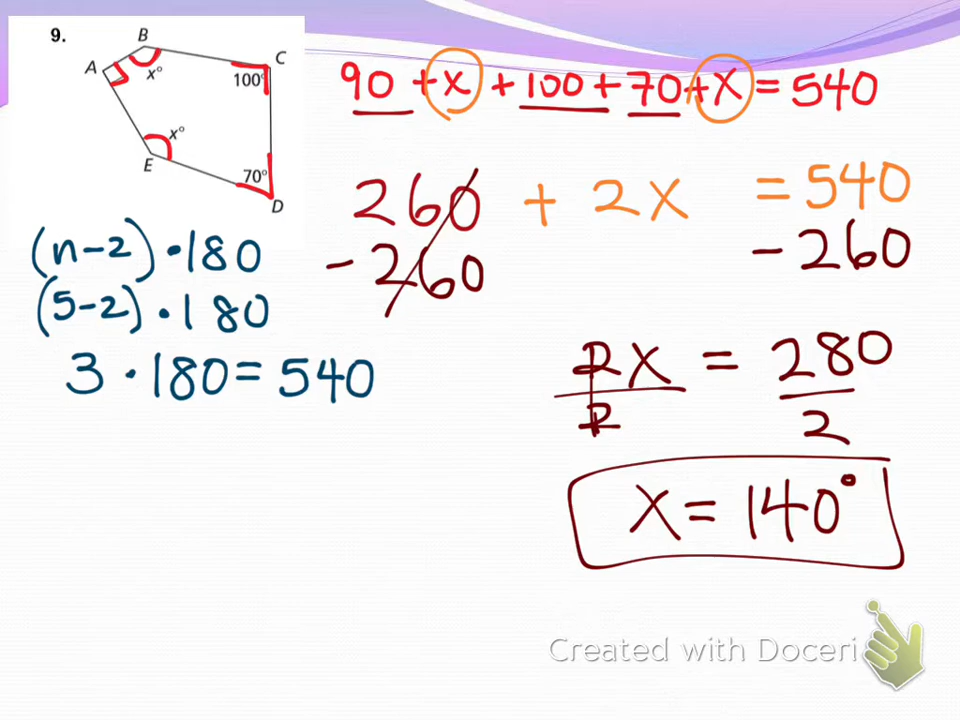 9.
B
A
C
x°
100°
x°
E
70°
D
90 + x + 100 + 70 + x = 540
260 + 2x = 540
- 260 - 260
(n-2) • 180
(5-2) • 180
3 • 180 = 540
2x = 280
2 2
x = 140°
Created with Doceri